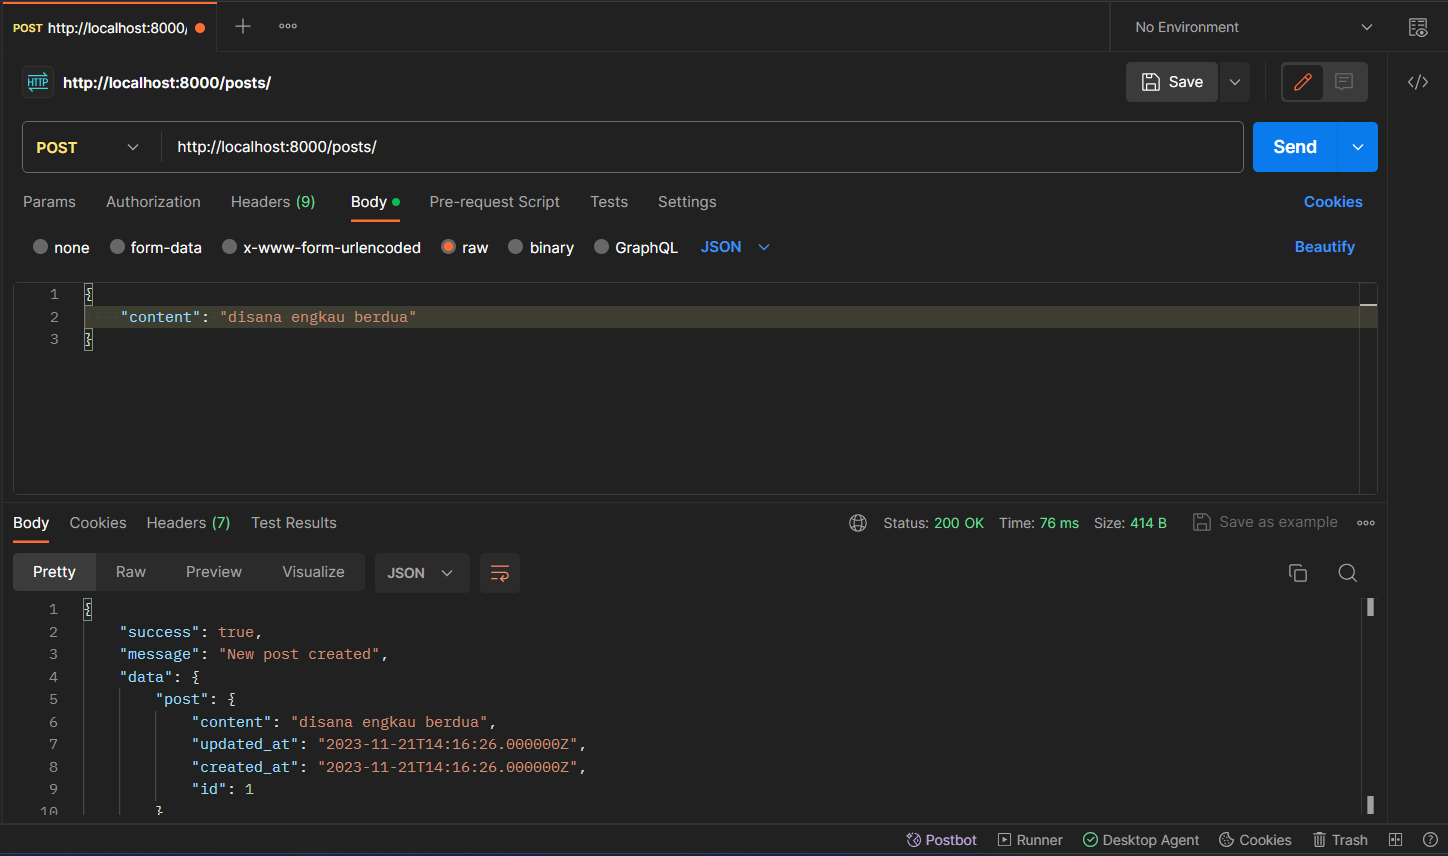 POST http://localhost:8000/
No Environment
HTTP http://localhost:8000/posts/
Save
POST http://localhost:8000/posts/
Send
Params Authorization Headers (9) Body Pre-request Script Tests Settings Cookies
none form-data x-www-form-urlencoded raw binary GraphQL JSON Beautify
1 {
2 "content": "disana engkau berdua"
3 }
Body Cookies Headers (7) Test Results Status: 200 OK Time: 76 ms Size: 414 B Save as example
Pretty Raw Preview Visualize JSON
1 {
2 "success": true,
3 "message": "New post created",
4 "data": {
5 "post": {
6 "content": "disana engkau berdua",
7 "updated_at": "2023-11-21T14:16:26.000000Z",
8 "created_at": "2023-11-21T14:16:26.000000Z",
9 "id": 1
10 }
Postbot Runner Desktop Agent Cookies Trash